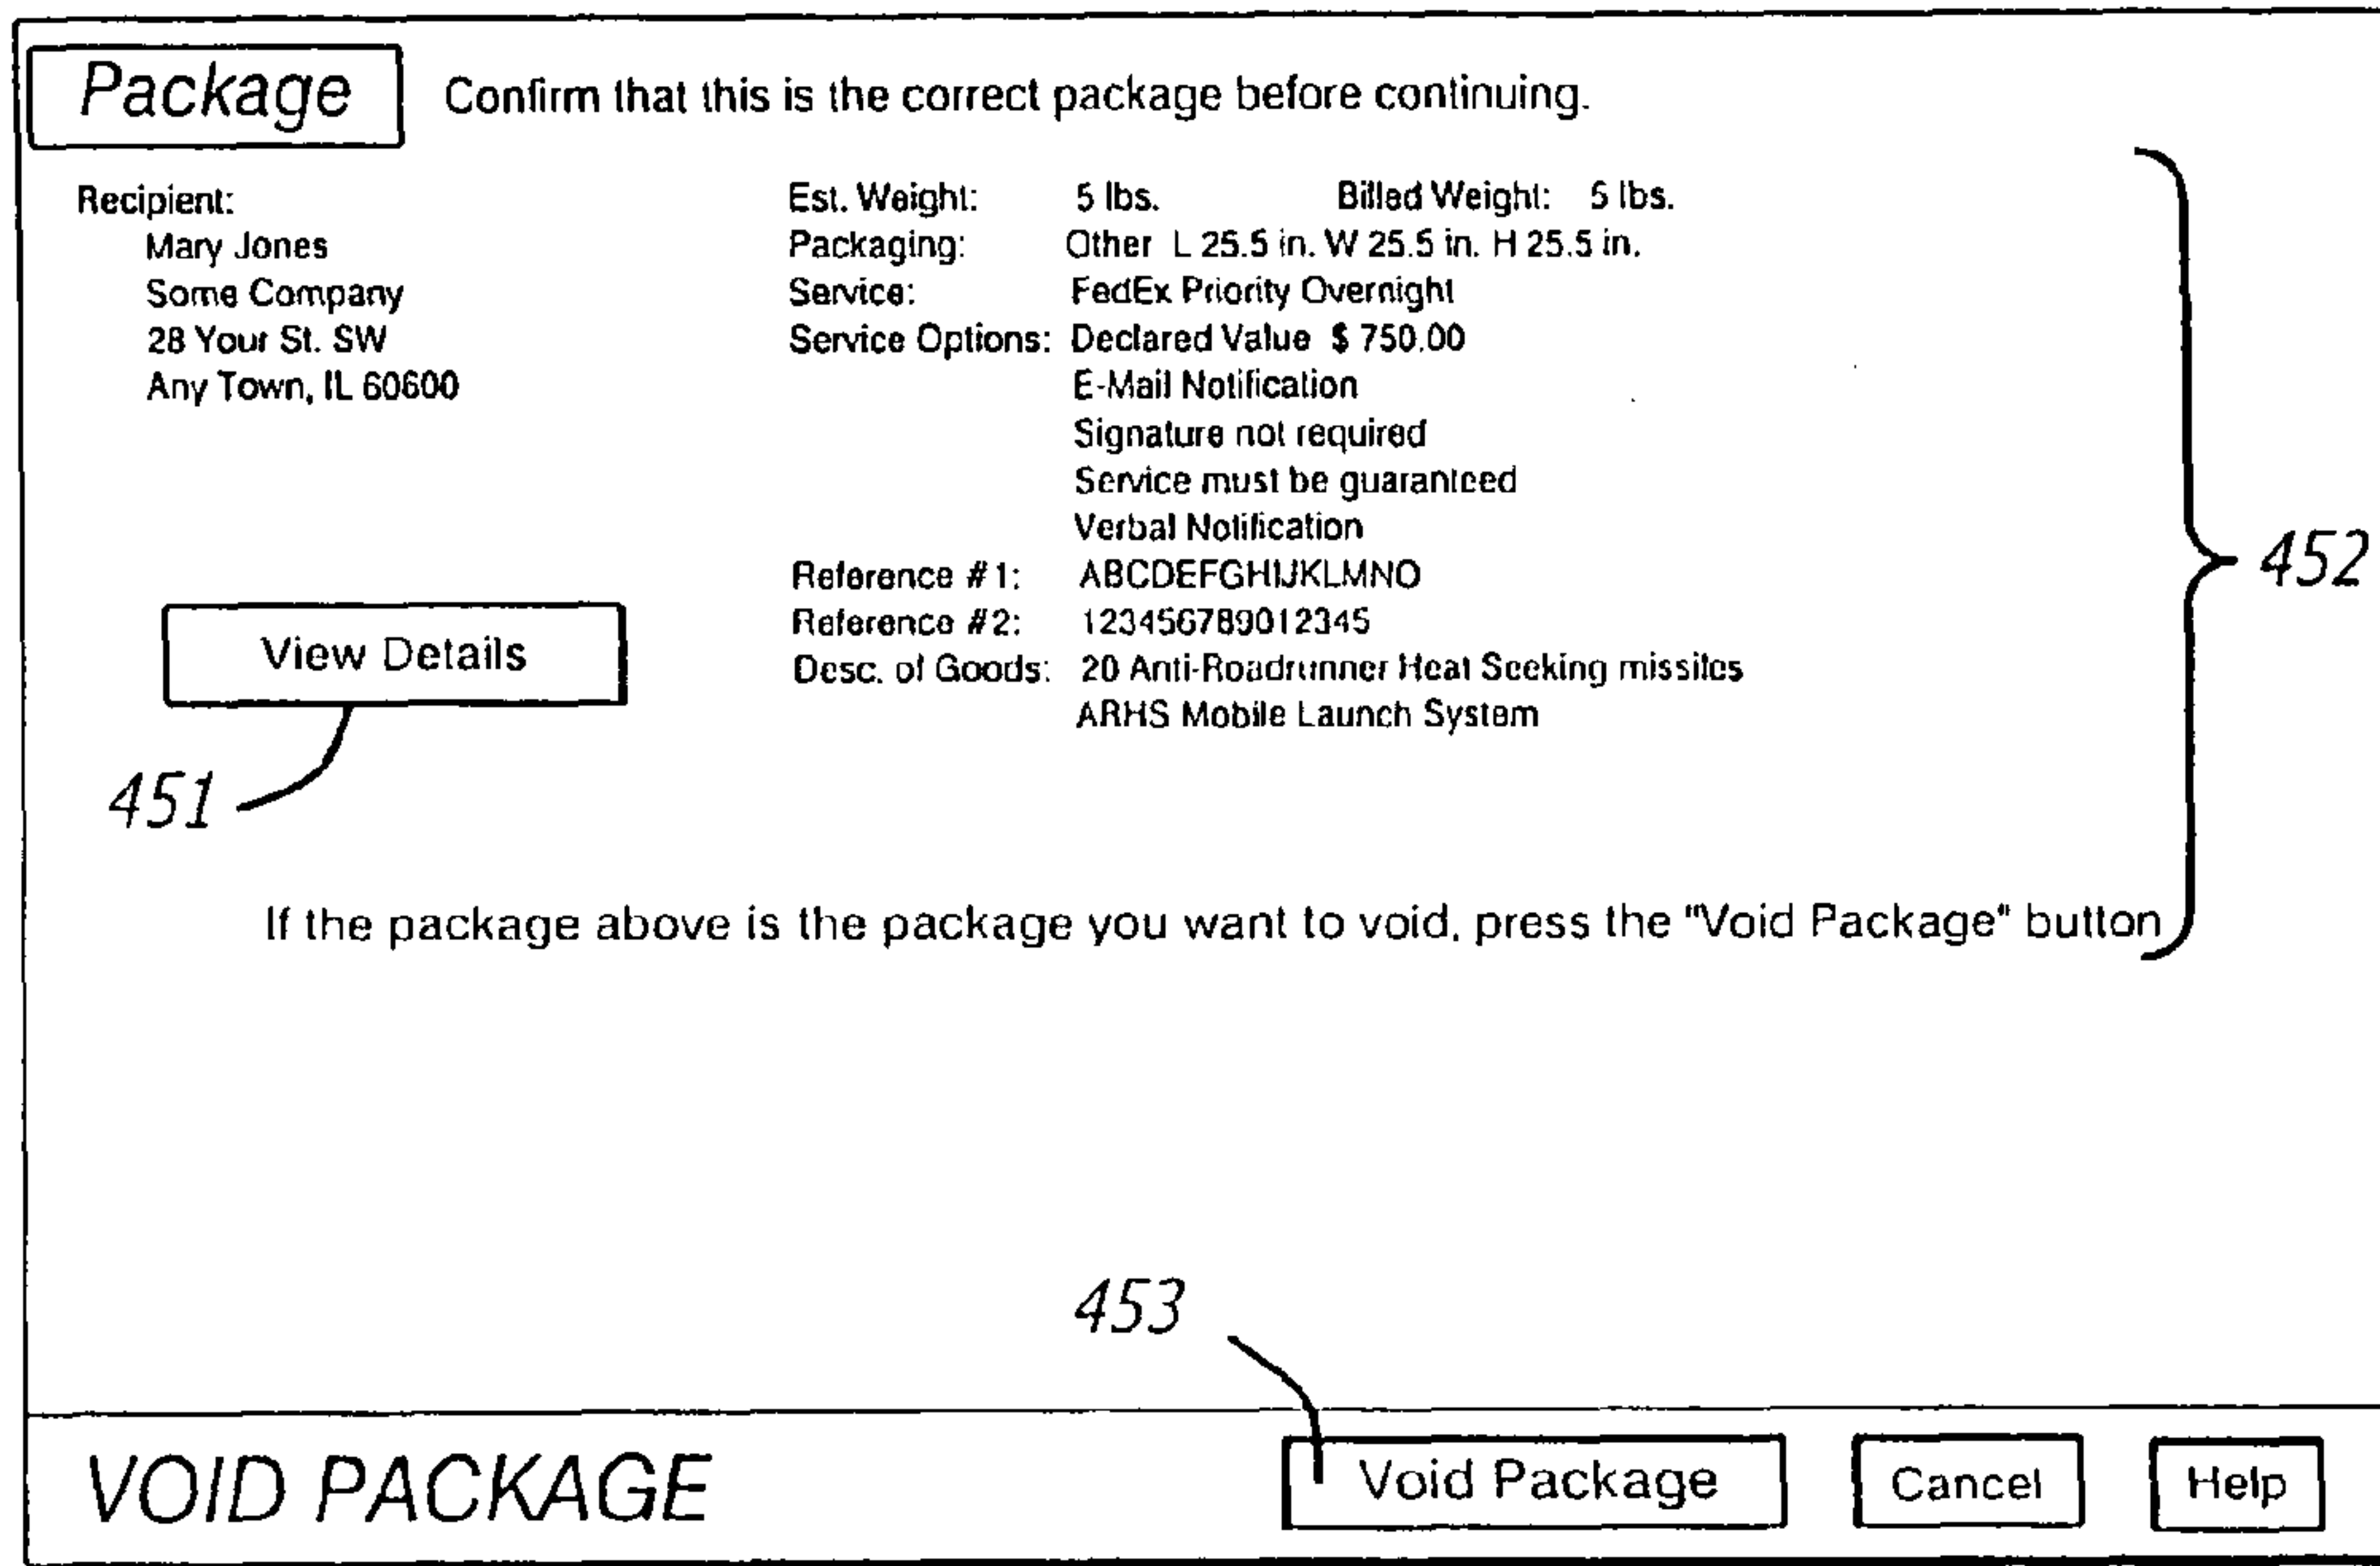 Package
Confirm that this is the correct package before continuing.
Recipient:
Mary Jones
Some Company
28 Your St. SW
Any Town, IL 60600
View Details
451
Est. Weight: 5 lbs. Billed Weight: 5 lbs.
Packaging: Other L 25.5 in. W 25.5 in. H 25.5 in.
Service: FedEx Priority Overnight
Service Options: Declared Value $ 750.00
E-Mail Notification
Signature not required
Service must be guaranteed
Verbal Notification
Reference #1: ABCDEFGHIJKLMNO
Reference #2: 123456789012345
Desc. of Goods: 20 Anti-Roadrunner Heat Seeking missiles
ARHS Mobile Launch System
452
If the package above is the package you want to void, press the "Void Package" button
453
VOID PACKAGE
Void Package
Cancel
Help